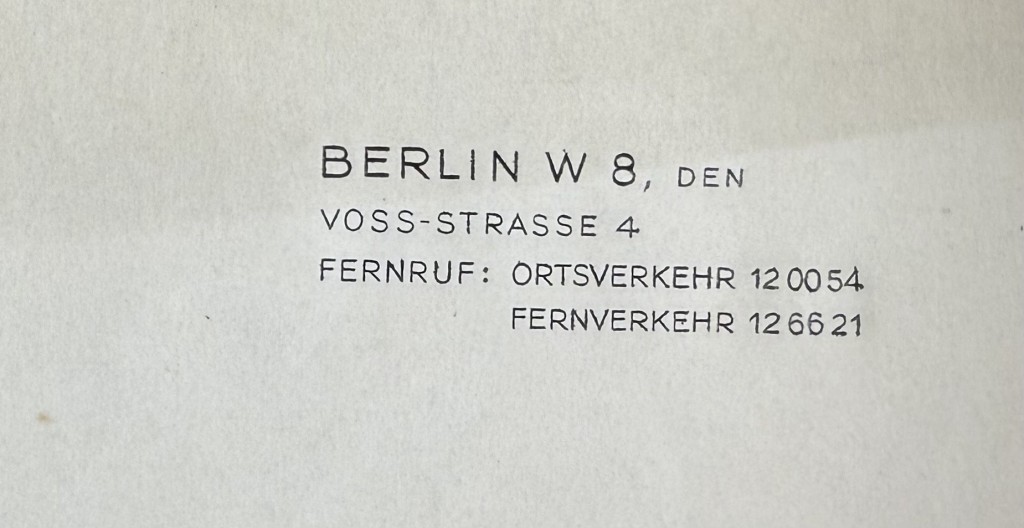 BERLIN W 8, DEN
VOSS-STRASSE 4
FERNRUF: ORTSVERKEHR 12 00 54
FERNVERKEHR 12 66 21